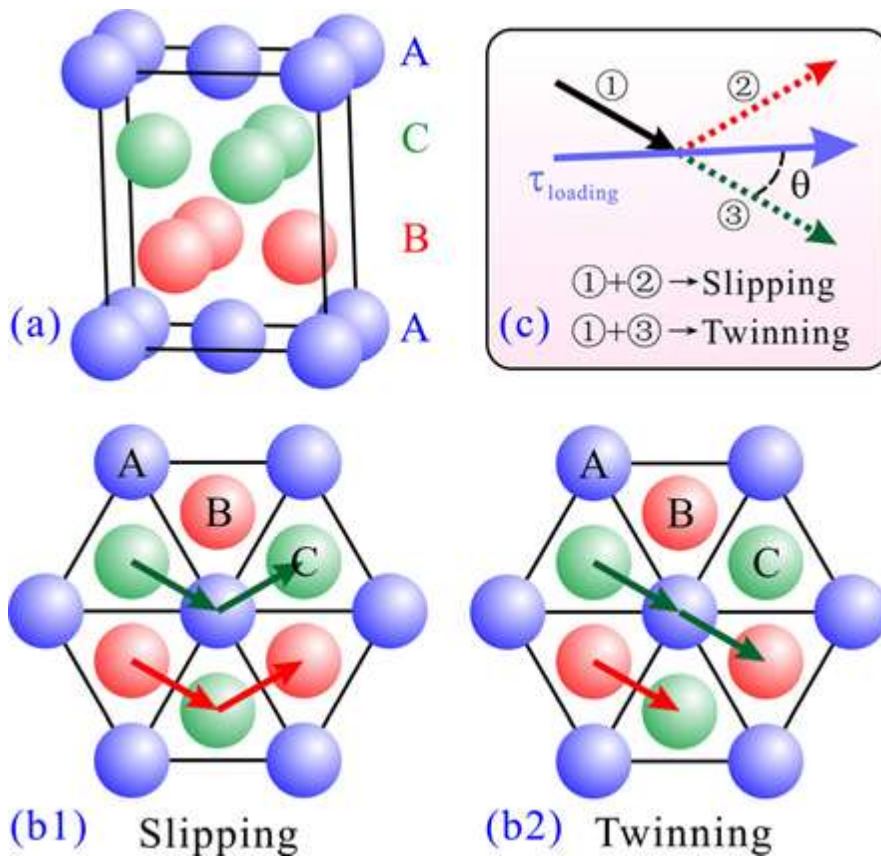 A
C
B
A
(a)
①
②
τloading
θ
③
①+②→Slipping
①+③→Twinning
(c)
A
B
C
(b1) Slipping
A
B
C
(b2) Twinning